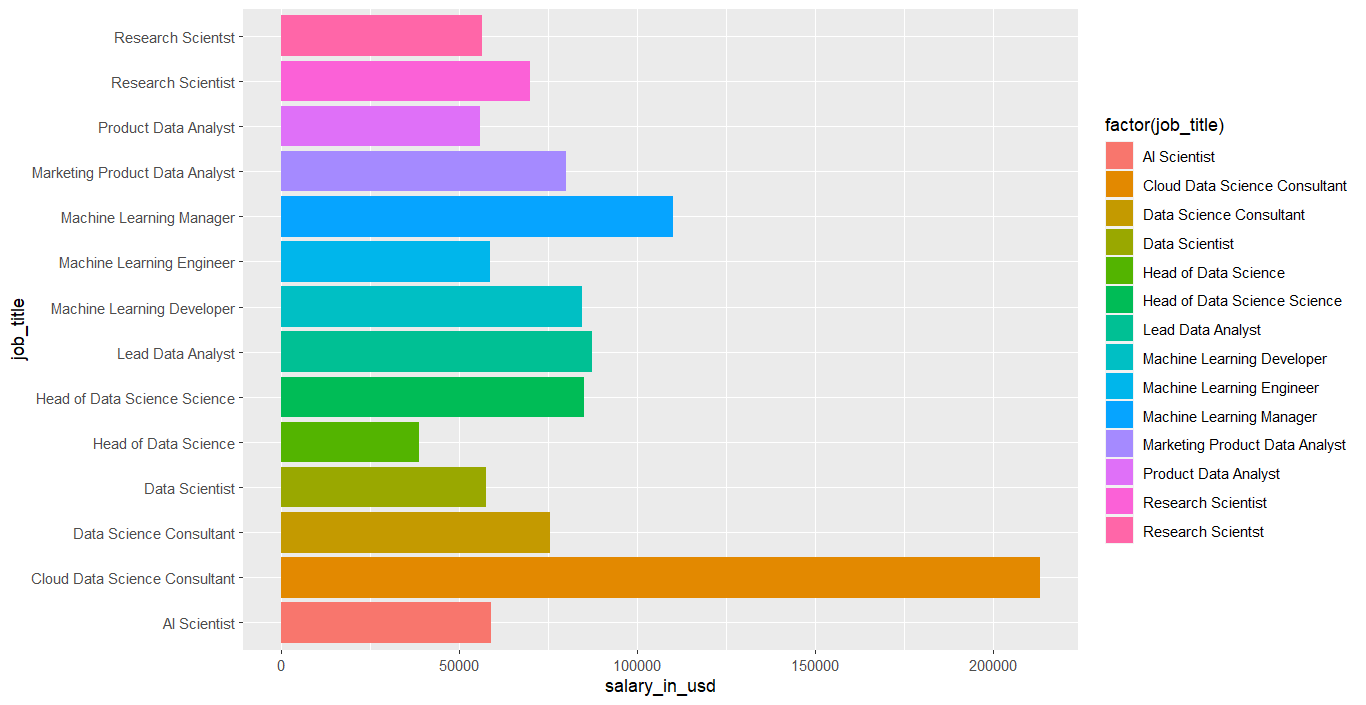 Research Scientst
Research Scientist
Product Data Analyst
Marketing Product Data Analyst
Machine Learning Manager
Machine Learning Engineer
Machine Learning Developer
Lead Data Analyst
Head of Data Science Science
Head of Data Science
Data Scientist
Data Science Consultant
Cloud Data Science Consultant
AI Scientist
job_title
0 50000 100000 150000 200000
salary_in_usd
factor(job_title)
AI Scientist
Cloud Data Science Consultant
Data Science Consultant
Data Scientist
Head of Data Science
Head of Data Science Science
Lead Data Analyst
Machine Learning Developer
Machine Learning Engineer
Machine Learning Manager
Marketing Product Data Analyst
Product Data Analyst
Research Scientist
Research Scientst